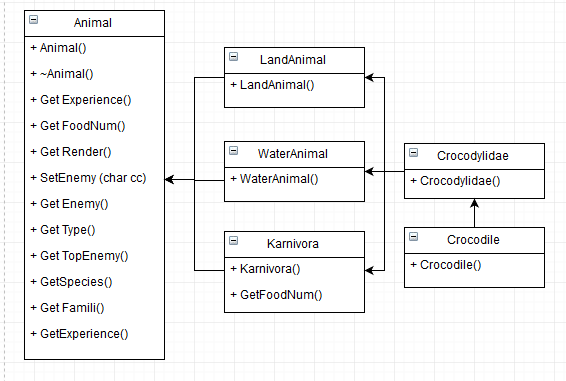 Animal
+ Animal()
+ ~Animal()
+ Get Experience()
+ Get FoodNum()
+ Get Render()
+ SetEnemy (char cc)
+ Get Enemy()
+ Get Type()
+ Get TopEnemy()
+ GetSpecies()
+ Get Famili()
+ GetExperience()
LandAnimal
+ LandAnimal()
WaterAnimal
+ WaterAnimal()
Karnivora
+ Karnivora()
+ GetFoodNum()
Crocodylidae
+ Crocodylidae()
Crocodile
+ Crocodile()